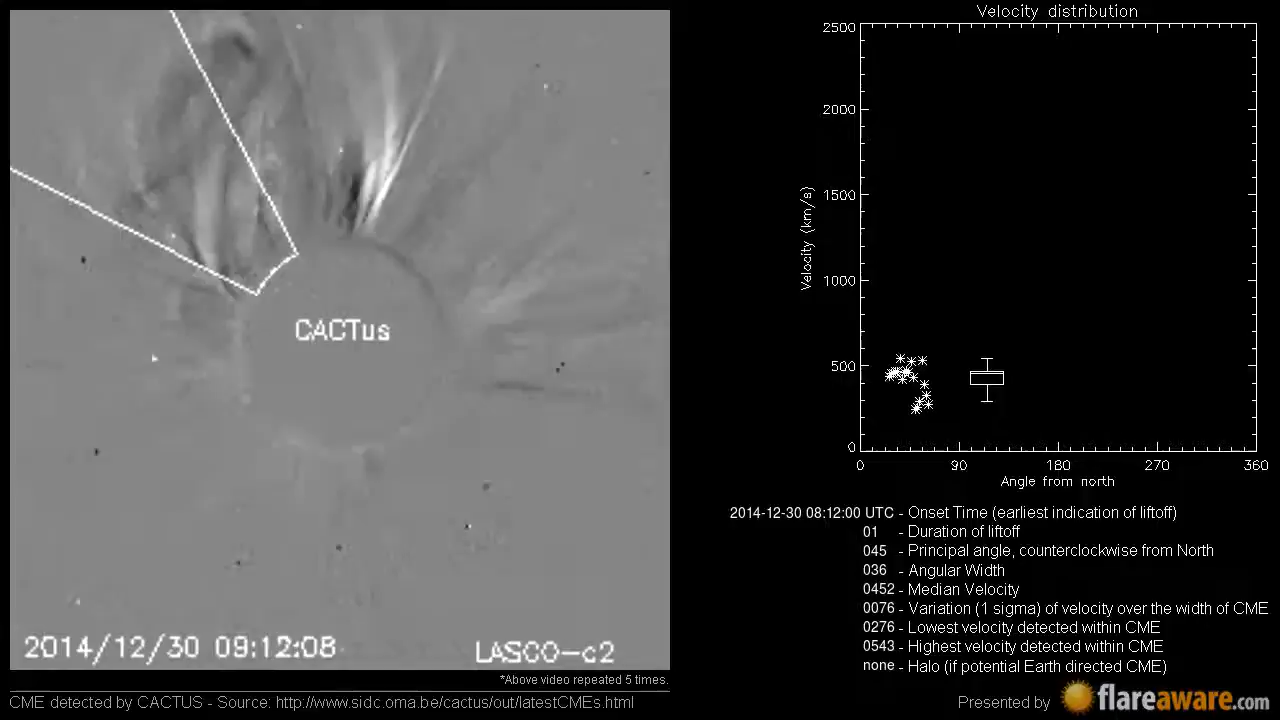 CACTus
2014/12/30 09:12:08
LASCO-c2
*Above video repeated 5 times.
CME detected by CACTUS - Source: http://www.sidc.oma.be/cactus/out/latestCMEs.html
Velocity distribution
2500
2000
1500
1000
500
0
Velocity (km/s)
0 90 180 270 360
Angle from north
2014-12-30 08:12:00 UTC - Onset Time (earliest indication of liftoff)
01 - Duration of liftoff
045 - Principal angle, counterclockwise from North
036 - Angular Width
0452 - Median Velocity
0076 - Variation (1 sigma) of velocity over the width of CME
0276 - Lowest velocity detected within CME
0543 - Highest velocity detected within CME
none - Halo (if potential Earth directed CME)
Presented by flareaware.com